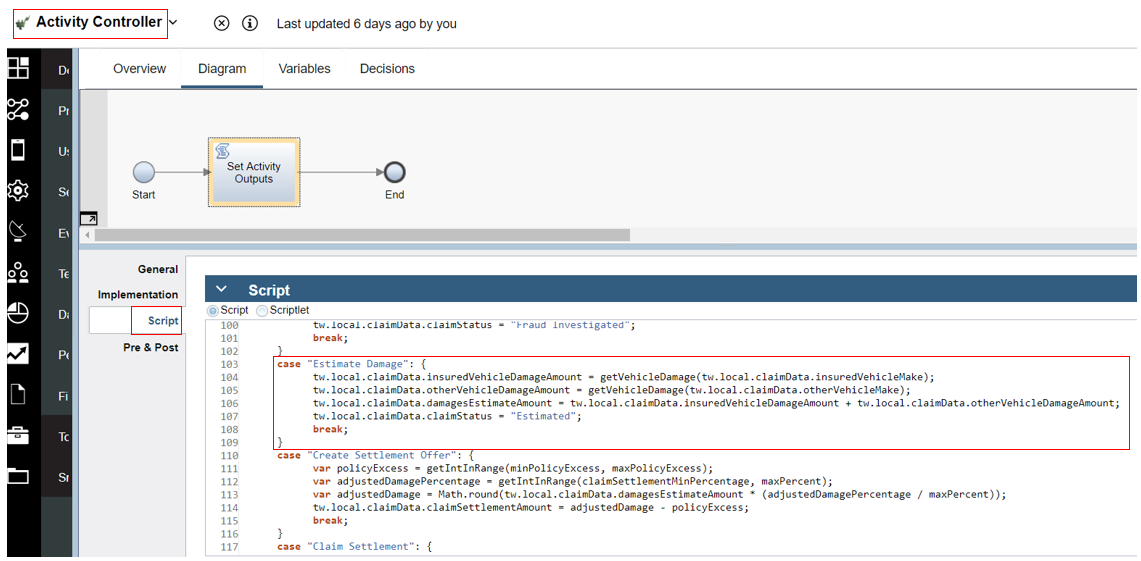 Activity Controller
Last updated 6 days ago by you
Overview Diagram Variables Decisions
De
Pr
Us
Se
Ev
Te
Da
Pe
Fi
To
Sn
Set Activity
Outputs
Start
End
General
Implementation
Script
Pre & Post
Script
Script Scriptlet
100 tw.local.claimData.claimStatus = "Fraud Investigated";
101 break;
102 }
103 case "Estimate Damage": {
104 tw.local.claimData.insuredVehicleDamageAmount = getVehicleDamage(tw.local.claimData.insuredVehicleMake);
105 tw.local.claimData.otherVehicleDamageAmount = getVehicleDamage(tw.local.claimData.otherVehicleMake);
106 tw.local.claimData.damagesEstimateAmount = tw.local.claimData.insuredVehicleDamageAmount + tw.local.claimData.otherVehicleDamageAmount;
107 tw.local.claimData.claimStatus = "Estimated";
108 break;
109 }
110 case "Create Settlement Offer": {
111 var policyExcess = getIntInRange(minPolicyExcess, maxPolicyExcess);
112 var adjustedDamagePercentage = getIntInRange(claimSettlementMinPercentage, maxPercent);
113 var adjustedDamage = Math.round(tw.local.claimData.damagesEstimateAmount * (adjustedDamagePercentage / maxPercent));
114 tw.local.claimData.claimSettlementAmount = adjustedDamage - policyExcess;
115 break;
116 }
117 case "Claim Settlement": {